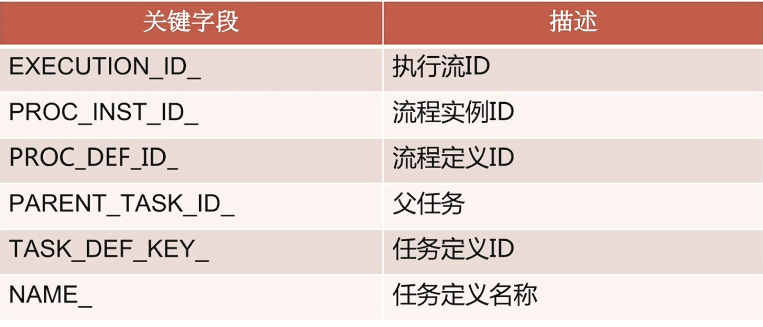 关键字段 描述
EXECUTION_ID_ 执行流ID
PROC_INST_ID_ 流程实例ID
PROC_DEF_ID_ 流程定义ID
PARENT_TASK_ID_ 父任务
TASK_DEF_KEY_ 任务定义ID
NAME_ 任务定义名称